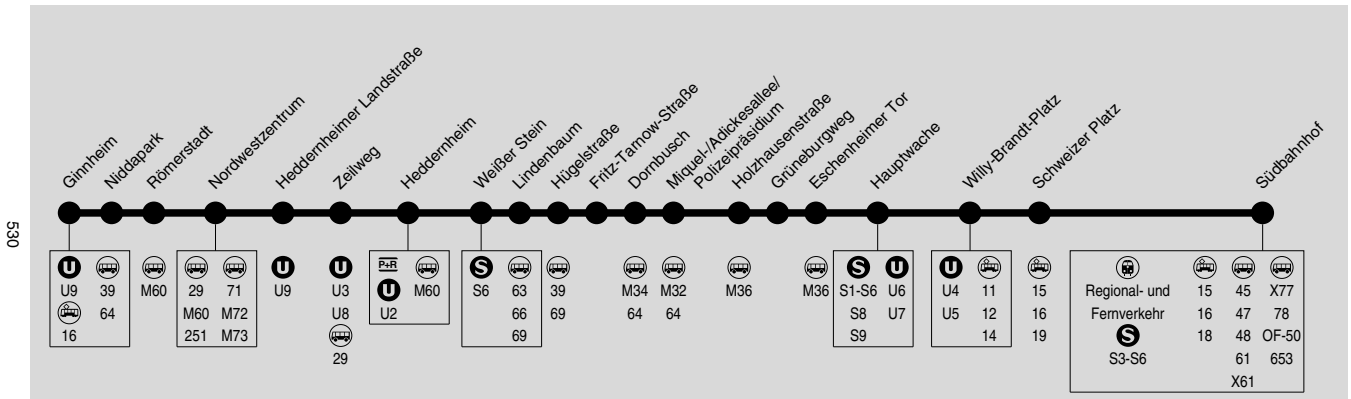 Ginnheim
Niddapark
Römerstadt
Nordwestzentrum
Heddernheimer Landstraße
Zeilweg
Heddernheim
Weißer Stein
Lindenbaum
Hügelstraße
Fritz-Tarnow-Straße
Dornbusch
Miquel-/Adickesallee/
Polizeipräsidium
Holzhausenstraße
Grüneburgweg
Eschenheimer Tor
Hauptwache
Willy-Brandt-Platz
Schweizer Platz
Südbahnhof
530
U
U9
16
39
64
M60
29
M60
251
71
M72
M73
U
U9
U
U3
U8
29
P+R
U
U2
M60
S
S6
63
66
69
39
69
M34
64
M32
64
M36
M36
S
S1-S6
S8
S9
U
U6
U7
U
U4
U5
11
12
14
15
16
19
Regional- und
Fernverkehr
S
S3-S6
15
16
18
45
47
48
61
X61
X77
78
OF-50
653